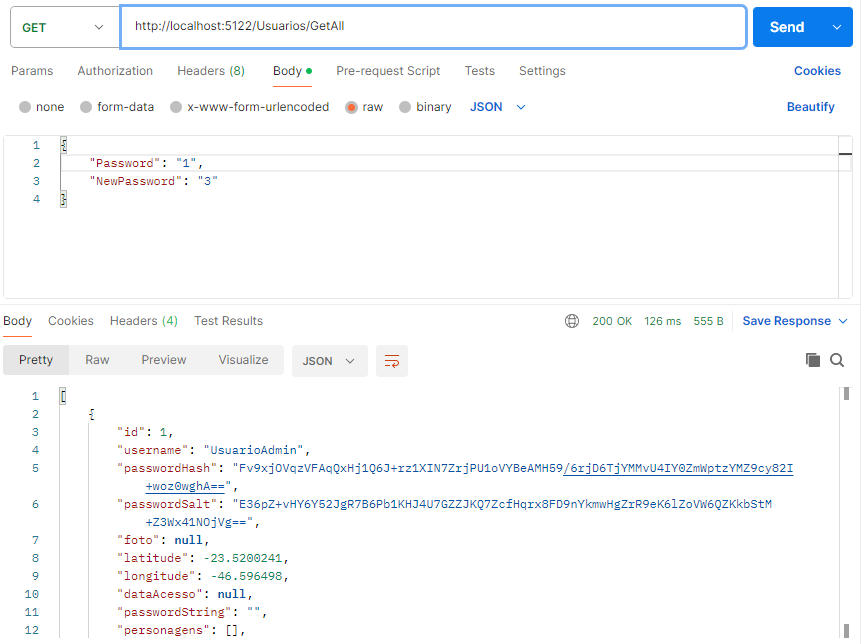 GET http://localhost:5122/Usuarios/GetAll Send
Params Authorization Headers (8) Body Pre-request Script Tests Settings Cookies
none form-data x-www-form-urlencoded raw binary JSON Beautify
1 {
2 "Password": "1",
3 "NewPassword": "3"
4 }
Body Cookies Headers (4) Test Results 200 OK 126 ms 555 B Save Response
Pretty Raw Preview Visualize JSON
1 [
2 {
3 "id": 1,
4 "username": "UsuarioAdmin",
5 "passwordHash": "Fv9xjOVqzVFAqQxHj1Q6J+rz1XIN7ZrjPU1oVYBeAMH59/6rjD6TjYMMvU4IY0ZmWptzYMZ9cy82I
+woz0wghA==",
6 "passwordSalt": "E36pZ+vHY6Y52JgR7B6Pb1KHJ4U7GZZJKQ7ZcfHqrx8FD9nYkmwHgZrR9eK6lZoVW6QZKkbStM
+Z3Wx41NOjVg==",
7 "foto": null,
8 "latitude": -23.5200241,
9 "longitude": -46.596498,
10 "dataAcesso": null,
11 "passwordString": "",
12 "personagens": [],